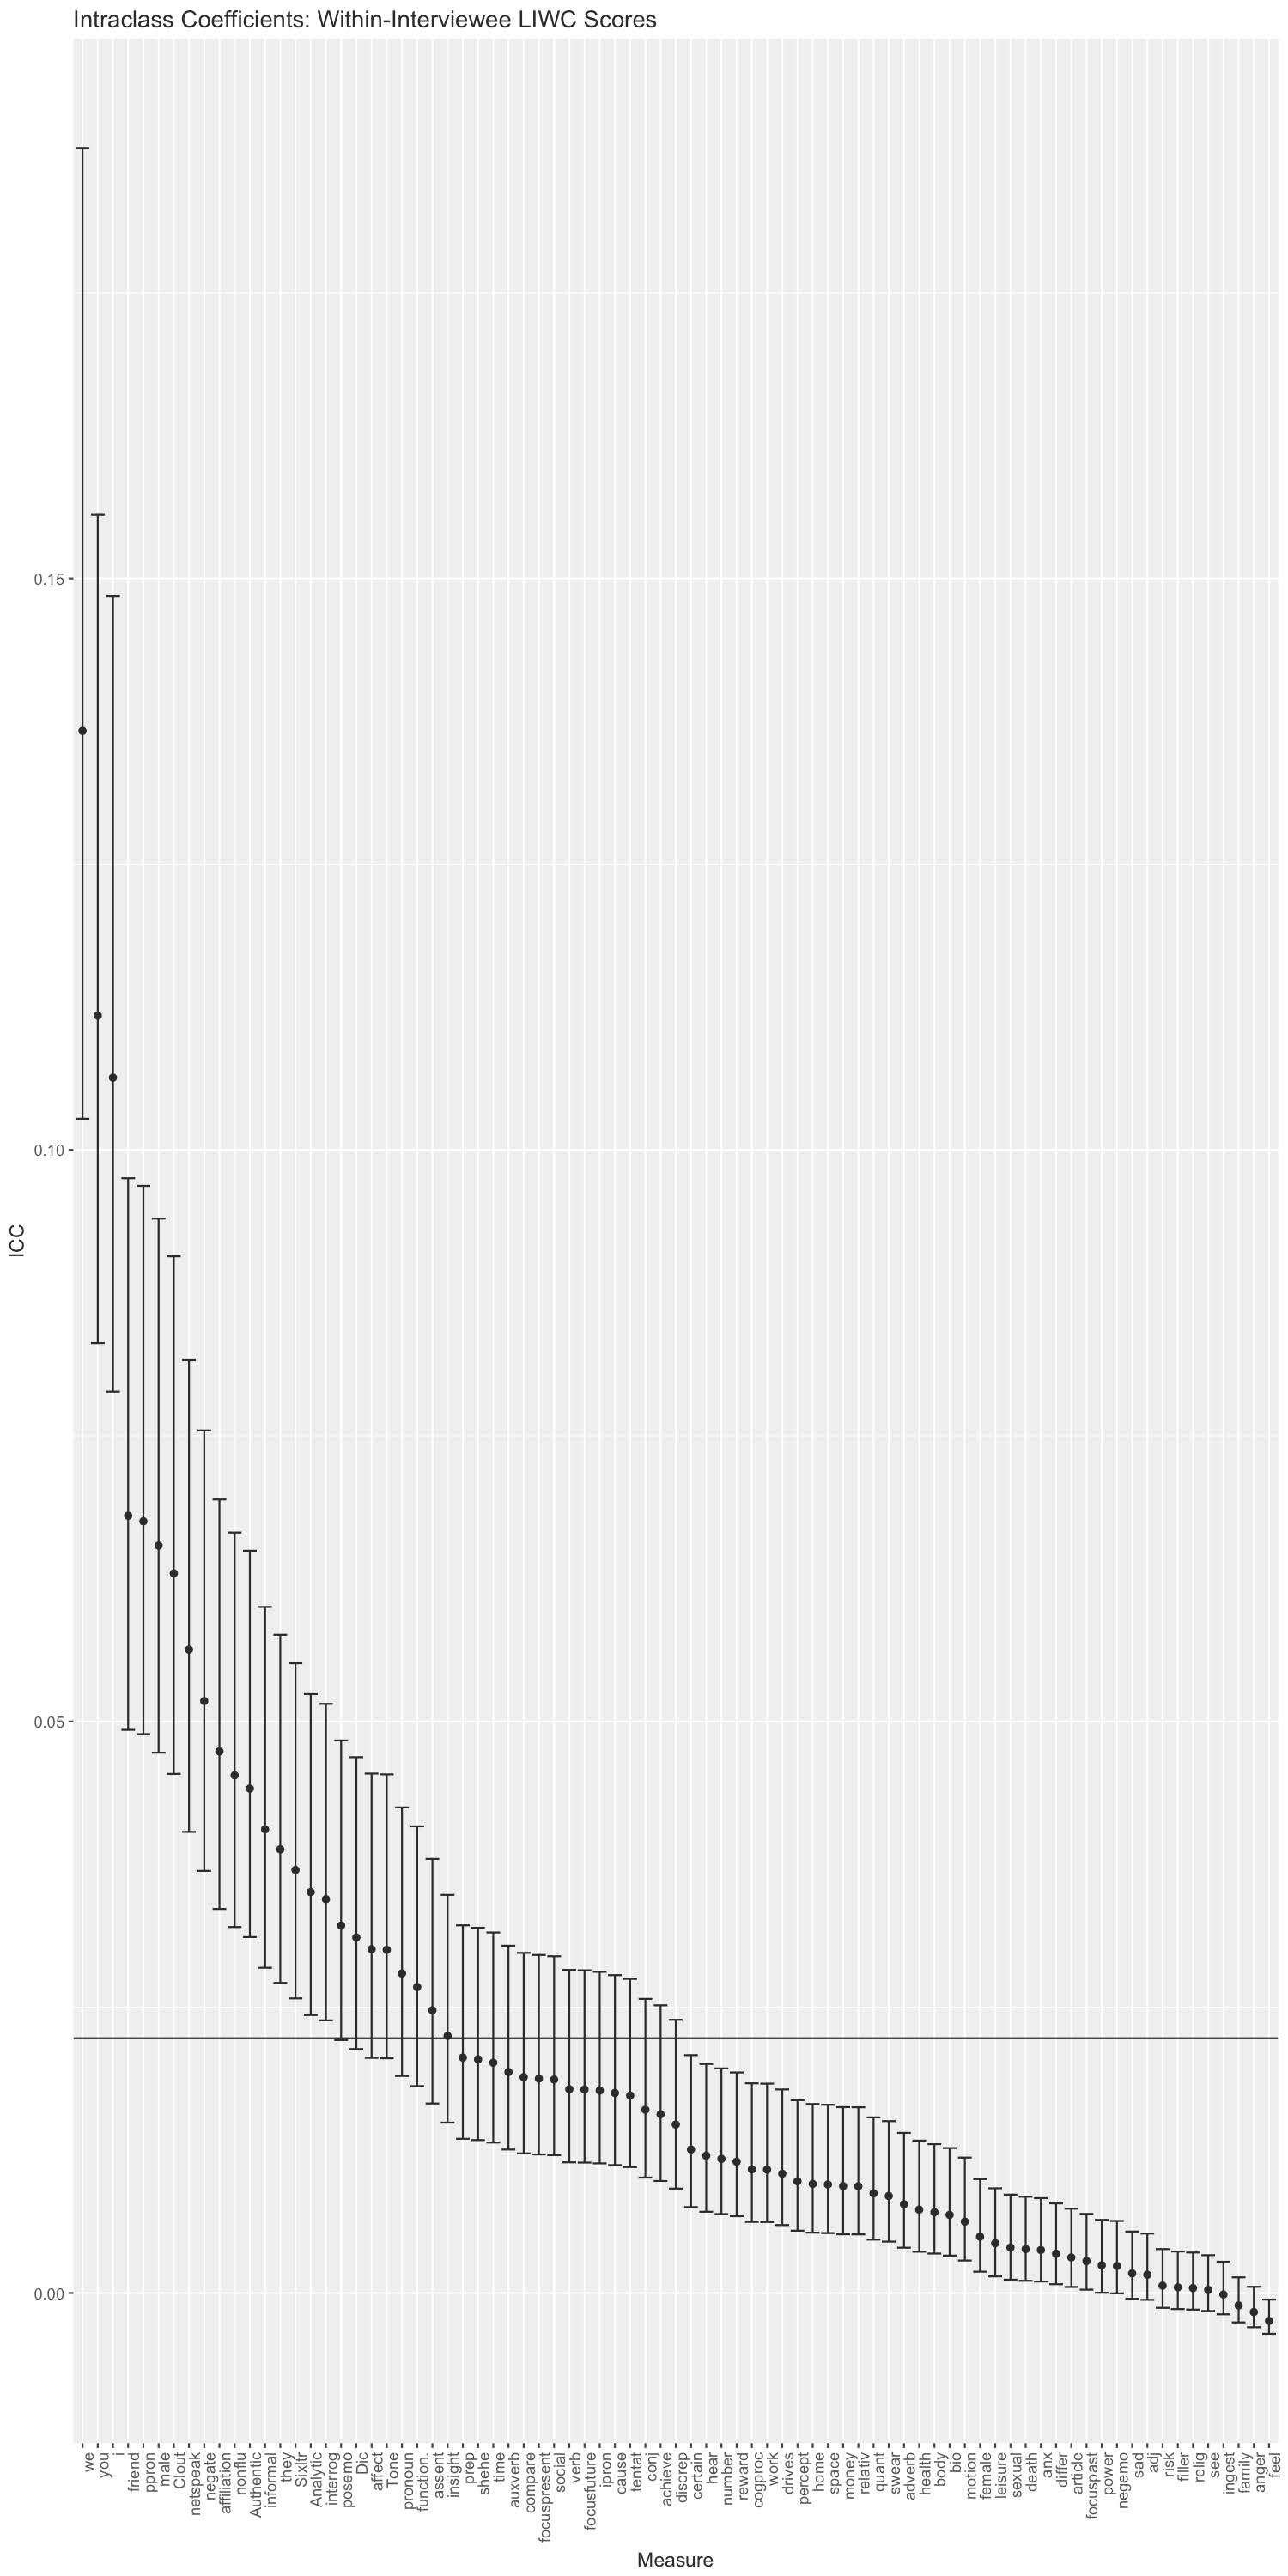 Intraclass Coefficients: Within-Interviewee LIWC Scores
0.15
0.10
0.05
0.00
ICC
we
you
i
friend
ppron
male
Clout
netspeak
negate
affiliation
nonflu
Authentic
informal
they
Sixltr
Analytic
interrog
posemo
Dic
affect
Tone
pronoun
function.
assent
insight
prep
shehe
time
auxverb
compare
focuspresent
social
verb
focusfuture
ipron
cause
tentat
conj
achieve
discrep
certain
hear
number
reward
cogproc
work
drives
percept
home
space
money
relativ
quant
swear
adverb
health
body
bio
motion
female
leisure
sexual
death
anx
differ
article
focuspast
power
negemo
sad
adj
risk
filler
relig
see
ingest
family
anger
feel
Measure